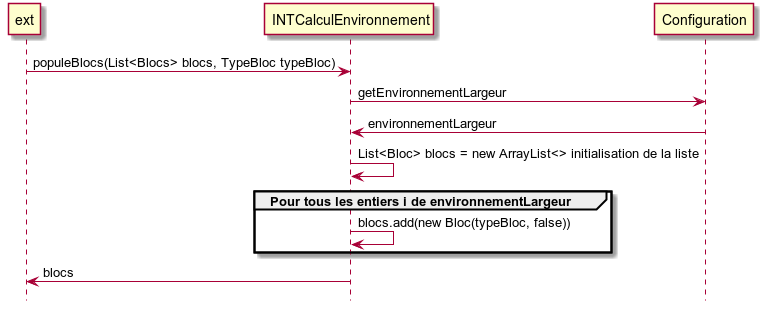 ext
INTCalculEnvironnement
Configuration
populeBlocs(List<Blocs> blocs, TypeBloc typeBloc)
getEnvironnementLargeur
environnementLargeur
List<Bloc> blocs = new ArrayList<> initialisation de la liste
Pour tous les entiers i de environnementLargeur
blocs.add(new Bloc(typeBloc, false))
blocs